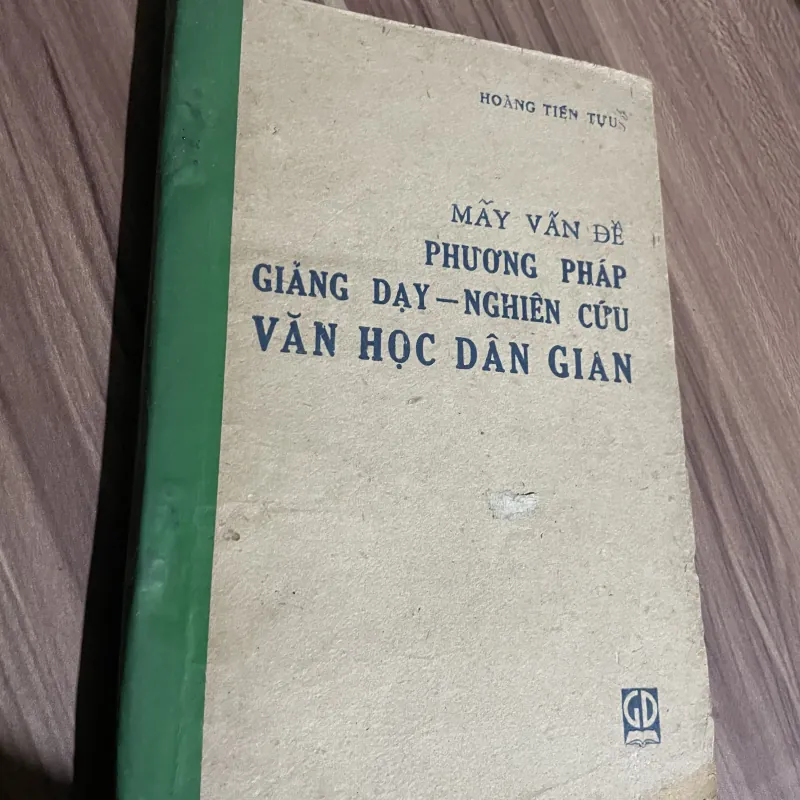 HOÀNG TIẾN TỰU
MẤY VẤN ĐỀ
PHƯƠNG PHÁP
GIẢNG DẠY – NGHIÊN CỨU
VĂN HỌC DÂN GIAN
GD